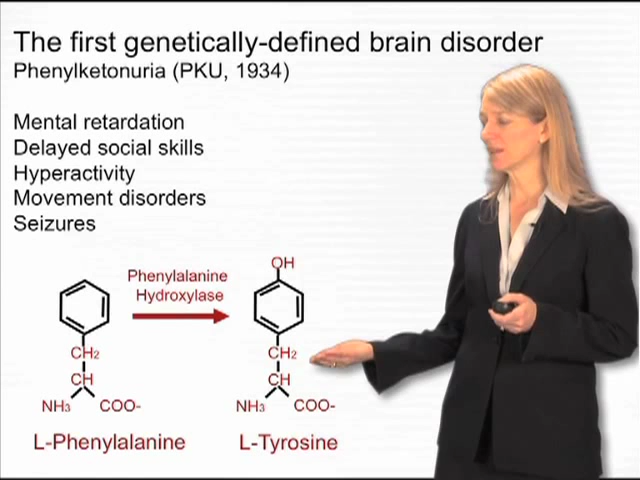 The first genetically-defined brain disorder
Phenylketonuria (PKU, 1934)
Mental retardation
Delayed social skills
Hyperactivity
Movement disorders
Seizures
Phenylalanine
Hydroxylase
OH
CH2
CH
NH3 COO-
L-Phenylalanine
CH2
CH
NH3 COO-
L-Tyrosine